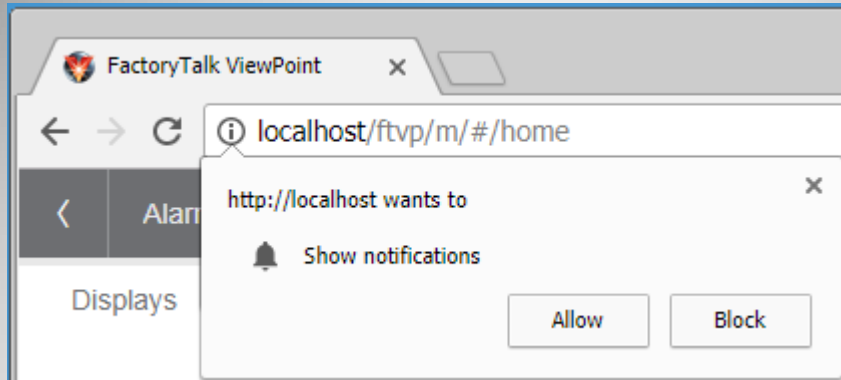 FactoryTalk ViewPoint
localhost/ftvp/m/#/home
http://localhost wants to
Show notifications
Allow Block
Displays